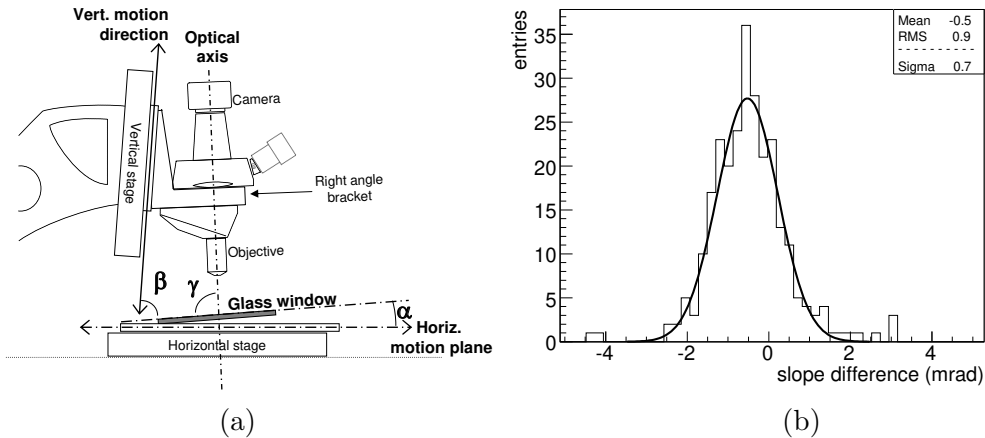 Vert. motion
direction
Optical
axis
Camera
Vertical stage
Right angle
bracket
Objective
β
γ
Glass window
α
Horiz.
motion plane
Horizontal stage
(a)
entries
35
30
25
20
15
10
5
0
-4
-2
0
2
4
slope difference (mrad)
Mean -0.5
RMS 0.9
Sigma 0.7
(b)